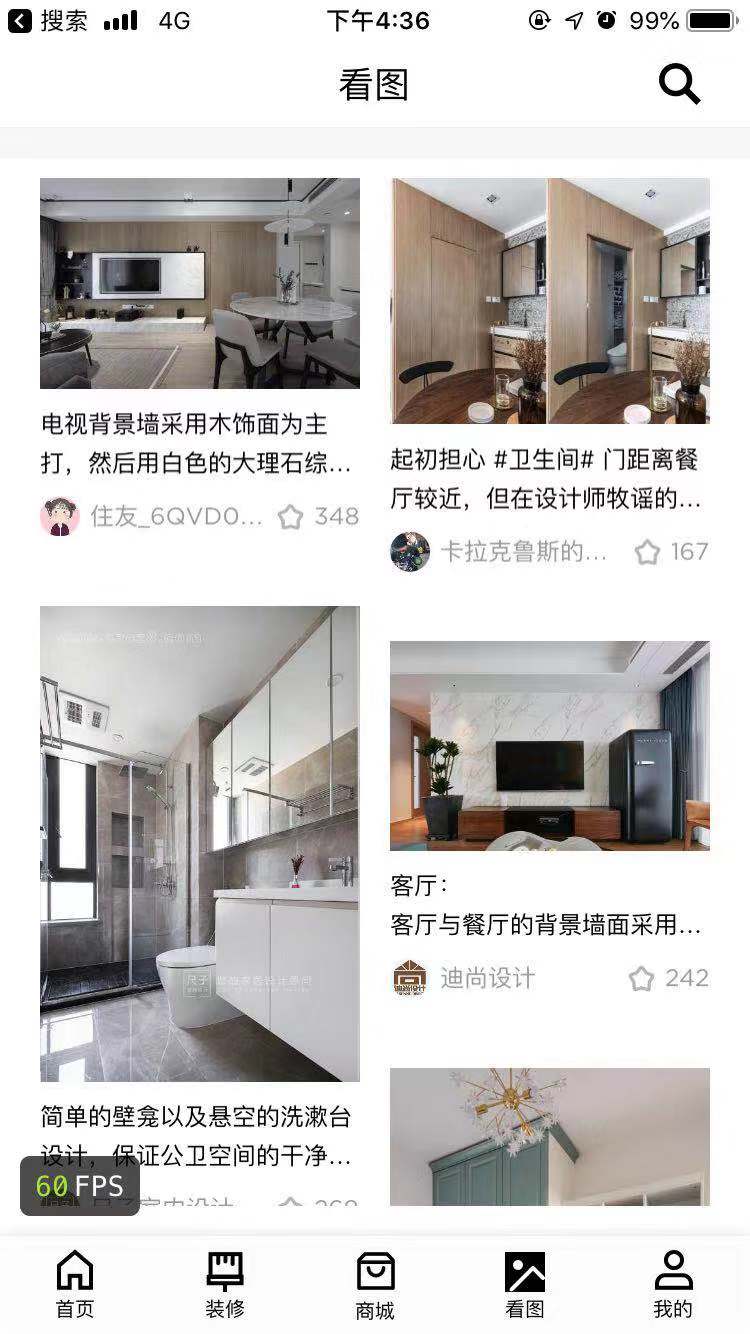 搜索 4G 下午4:36 99%
看图
电视背景墙采用木饰面为主
打，然后用白色的大理石综...
住友_6QVD0... 348
起初担心 #卫生间# 门距离餐
厅较近，但在设计师牧谣的...
卡拉克鲁斯的... 167
客厅：
客厅与餐厅的背景墙面采用...
迪尚设计 242
尺子
简单的壁龛以及悬空的洗漱台
设计，保证公卫空间的干净...
60 FPS
首页 装修 商城 看图 我的